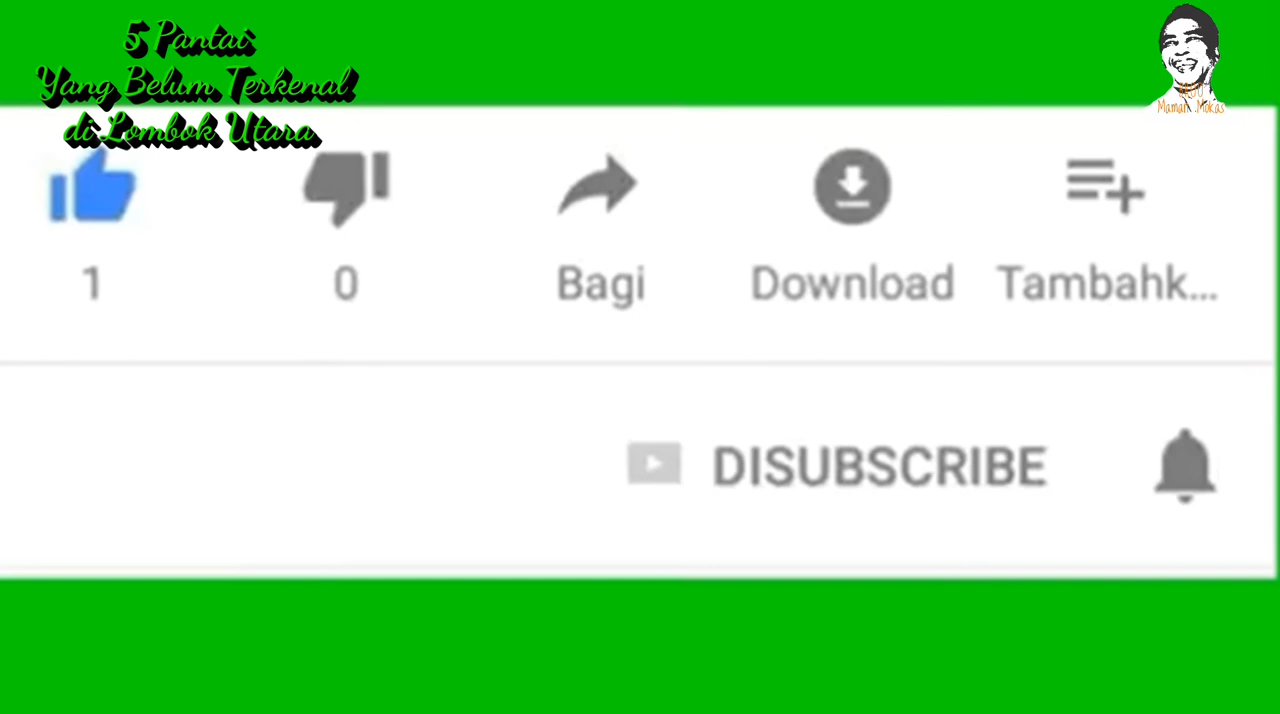 5 Pantai
Yang Belum Terkenal
di Lombok Utara
Maman Mokas
1
0
Bagi
Download
Tambahk...
DISUBSCRIBE